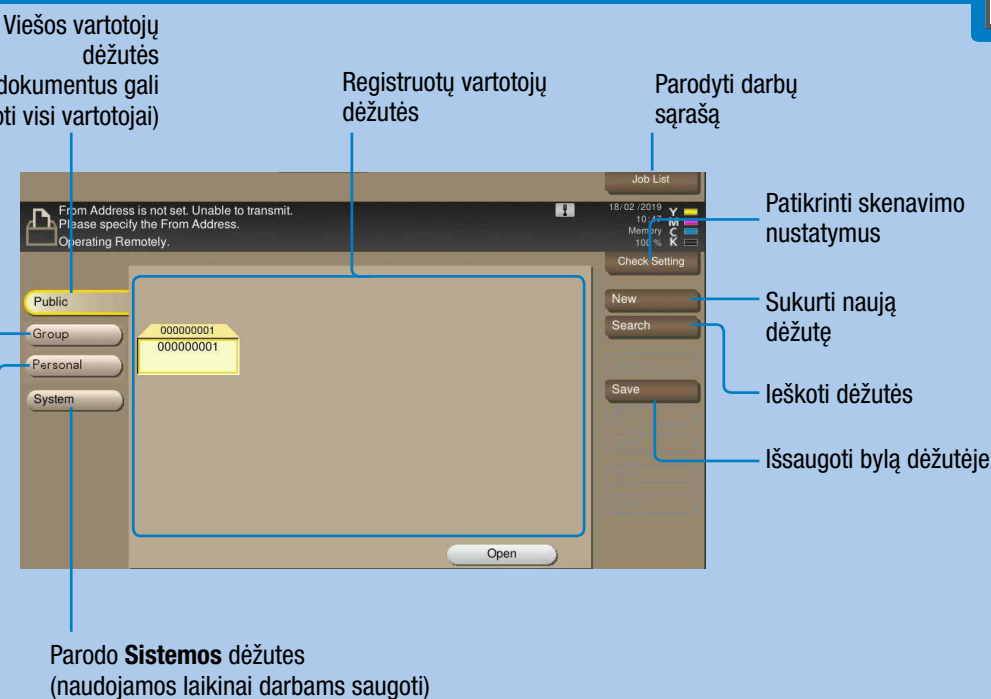 Viešos vartotojų
dėžutės
dokumentus gali
visi vartotojai)
Registruotų vartotojų
dėžutės
Parodyti darbų
sąrašą
Job List
From Address is not set. Unable to transmit.
Please specify the From Address.
Operating Remotely.
18/02/2019
10:47
Memory
100%
Y
M
C
K
Check Setting
Patikrinti skenavimo
nustatymus
Public
Group
Personal
System
000000001
000000001
New
Search
Save
Sukurti naują
dėžutę
Ieškoti dėžutės
Išsaugoti bylą dėžutėje
Open
Parodo Sistemos dėžutes
(naudojamos laikinai darbams saugoti)